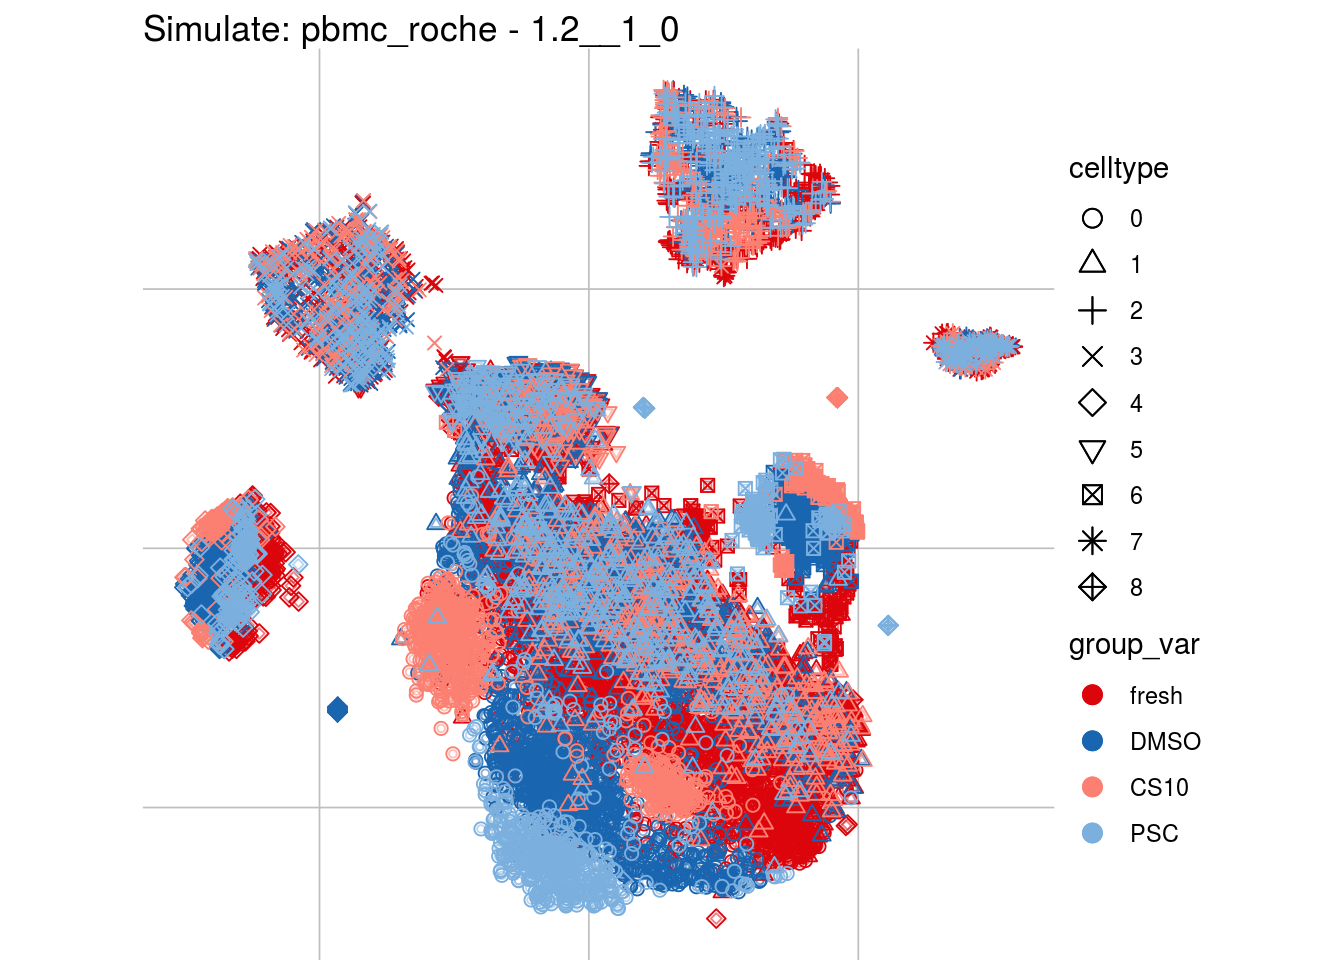 Simulate: pbmc_roche - 1.2__1_0
celltype
0
1
2
3
4
5
6
7
8
group_var
fresh
DMSO
CS10
PSC